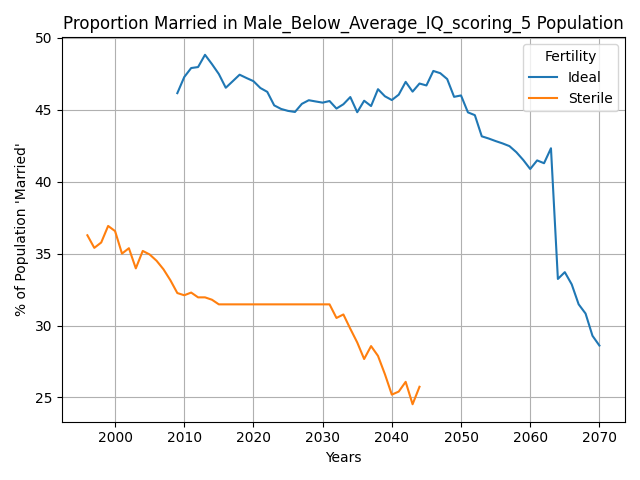 Proportion Married in Male_Below_Average_IQ_scoring_5 Population
% of Population 'Married'
50
45
40
35
30
25
Fertility
Ideal
Sterile
2000 2010 2020 2030 2040 2050 2060 2070
Years